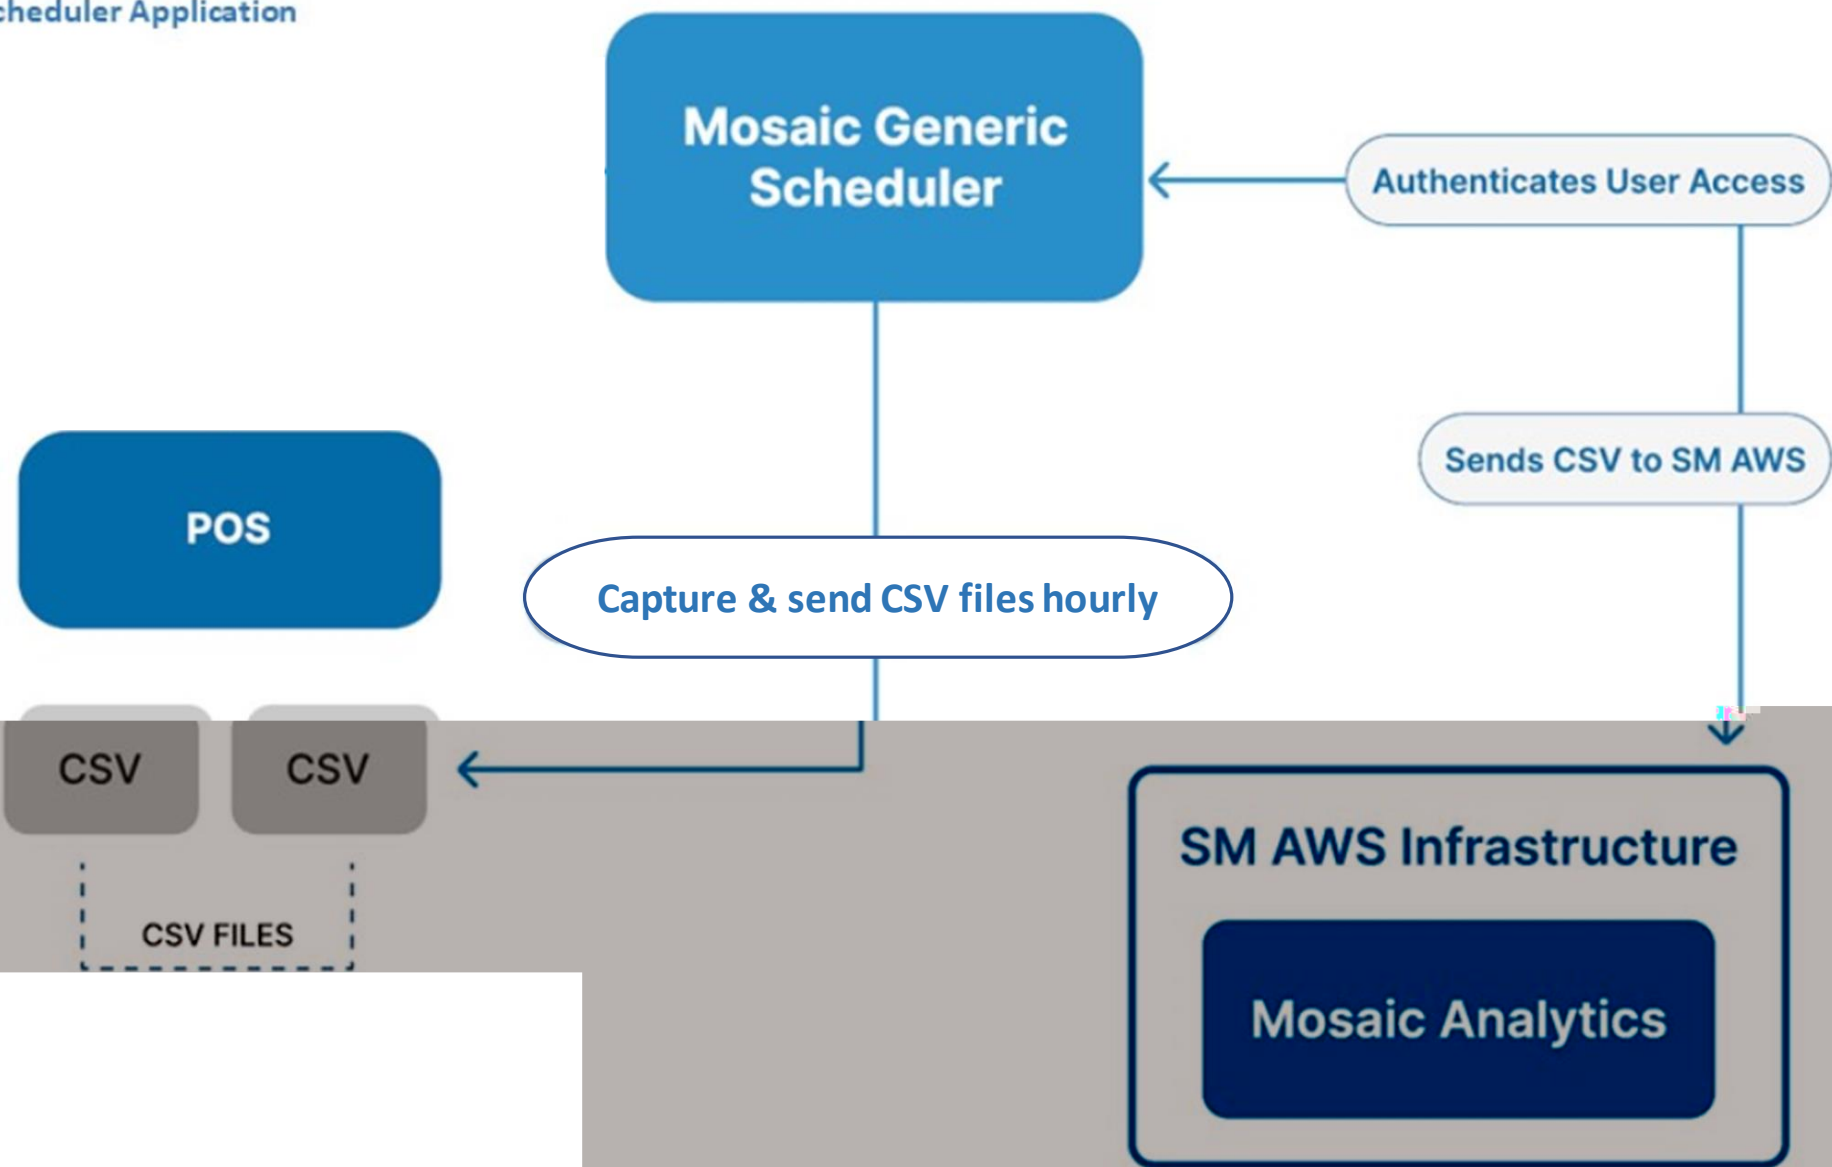 Application
Mosaic Generic
Scheduler
Authenticates User Access
Sends CSV to SM AWS
POS
Capture & send CSV files hourly
CSV
CSV
CSV FILES
SM AWS Infrastructure
Mosaic Analytics